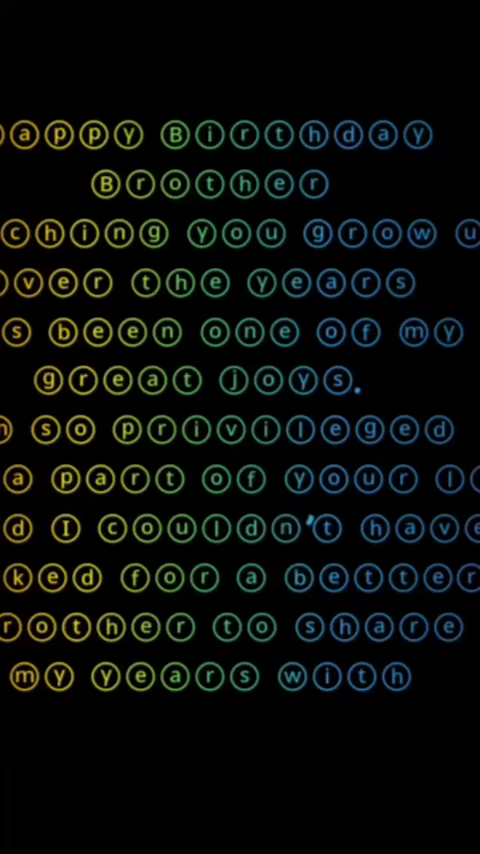 appy Birthday
Brother
ching you grow u
ver the years
s been one of my
great joys.
so privileged
a part of your l
d I couldn't have
ked for a better
rother to share
my years with